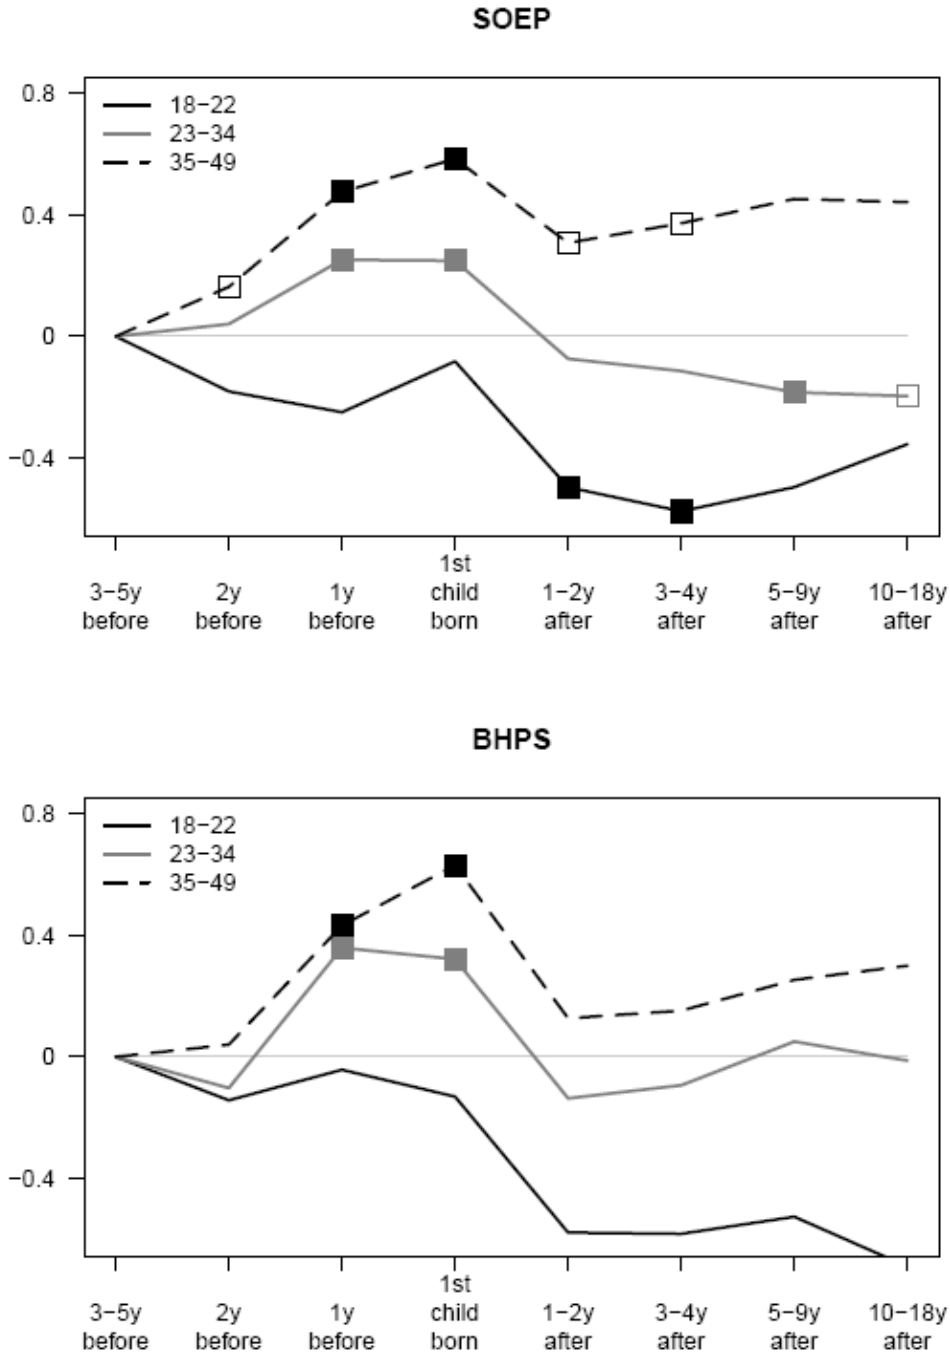 SOEP
0.8
0.4
0
−0.4
18−22
23−34
35−49
3−5y
before
2y
before
1y
before
1st
child
born
1−2y
after
3−4y
after
5−9y
after
10−18y
after
BHPS
0.8
0.4
0
−0.4
18−22
23−34
35−49
3−5y
before
2y
before
1y
before
1st
child
born
1−2y
after
3−4y
after
5−9y
after
10−18y
after